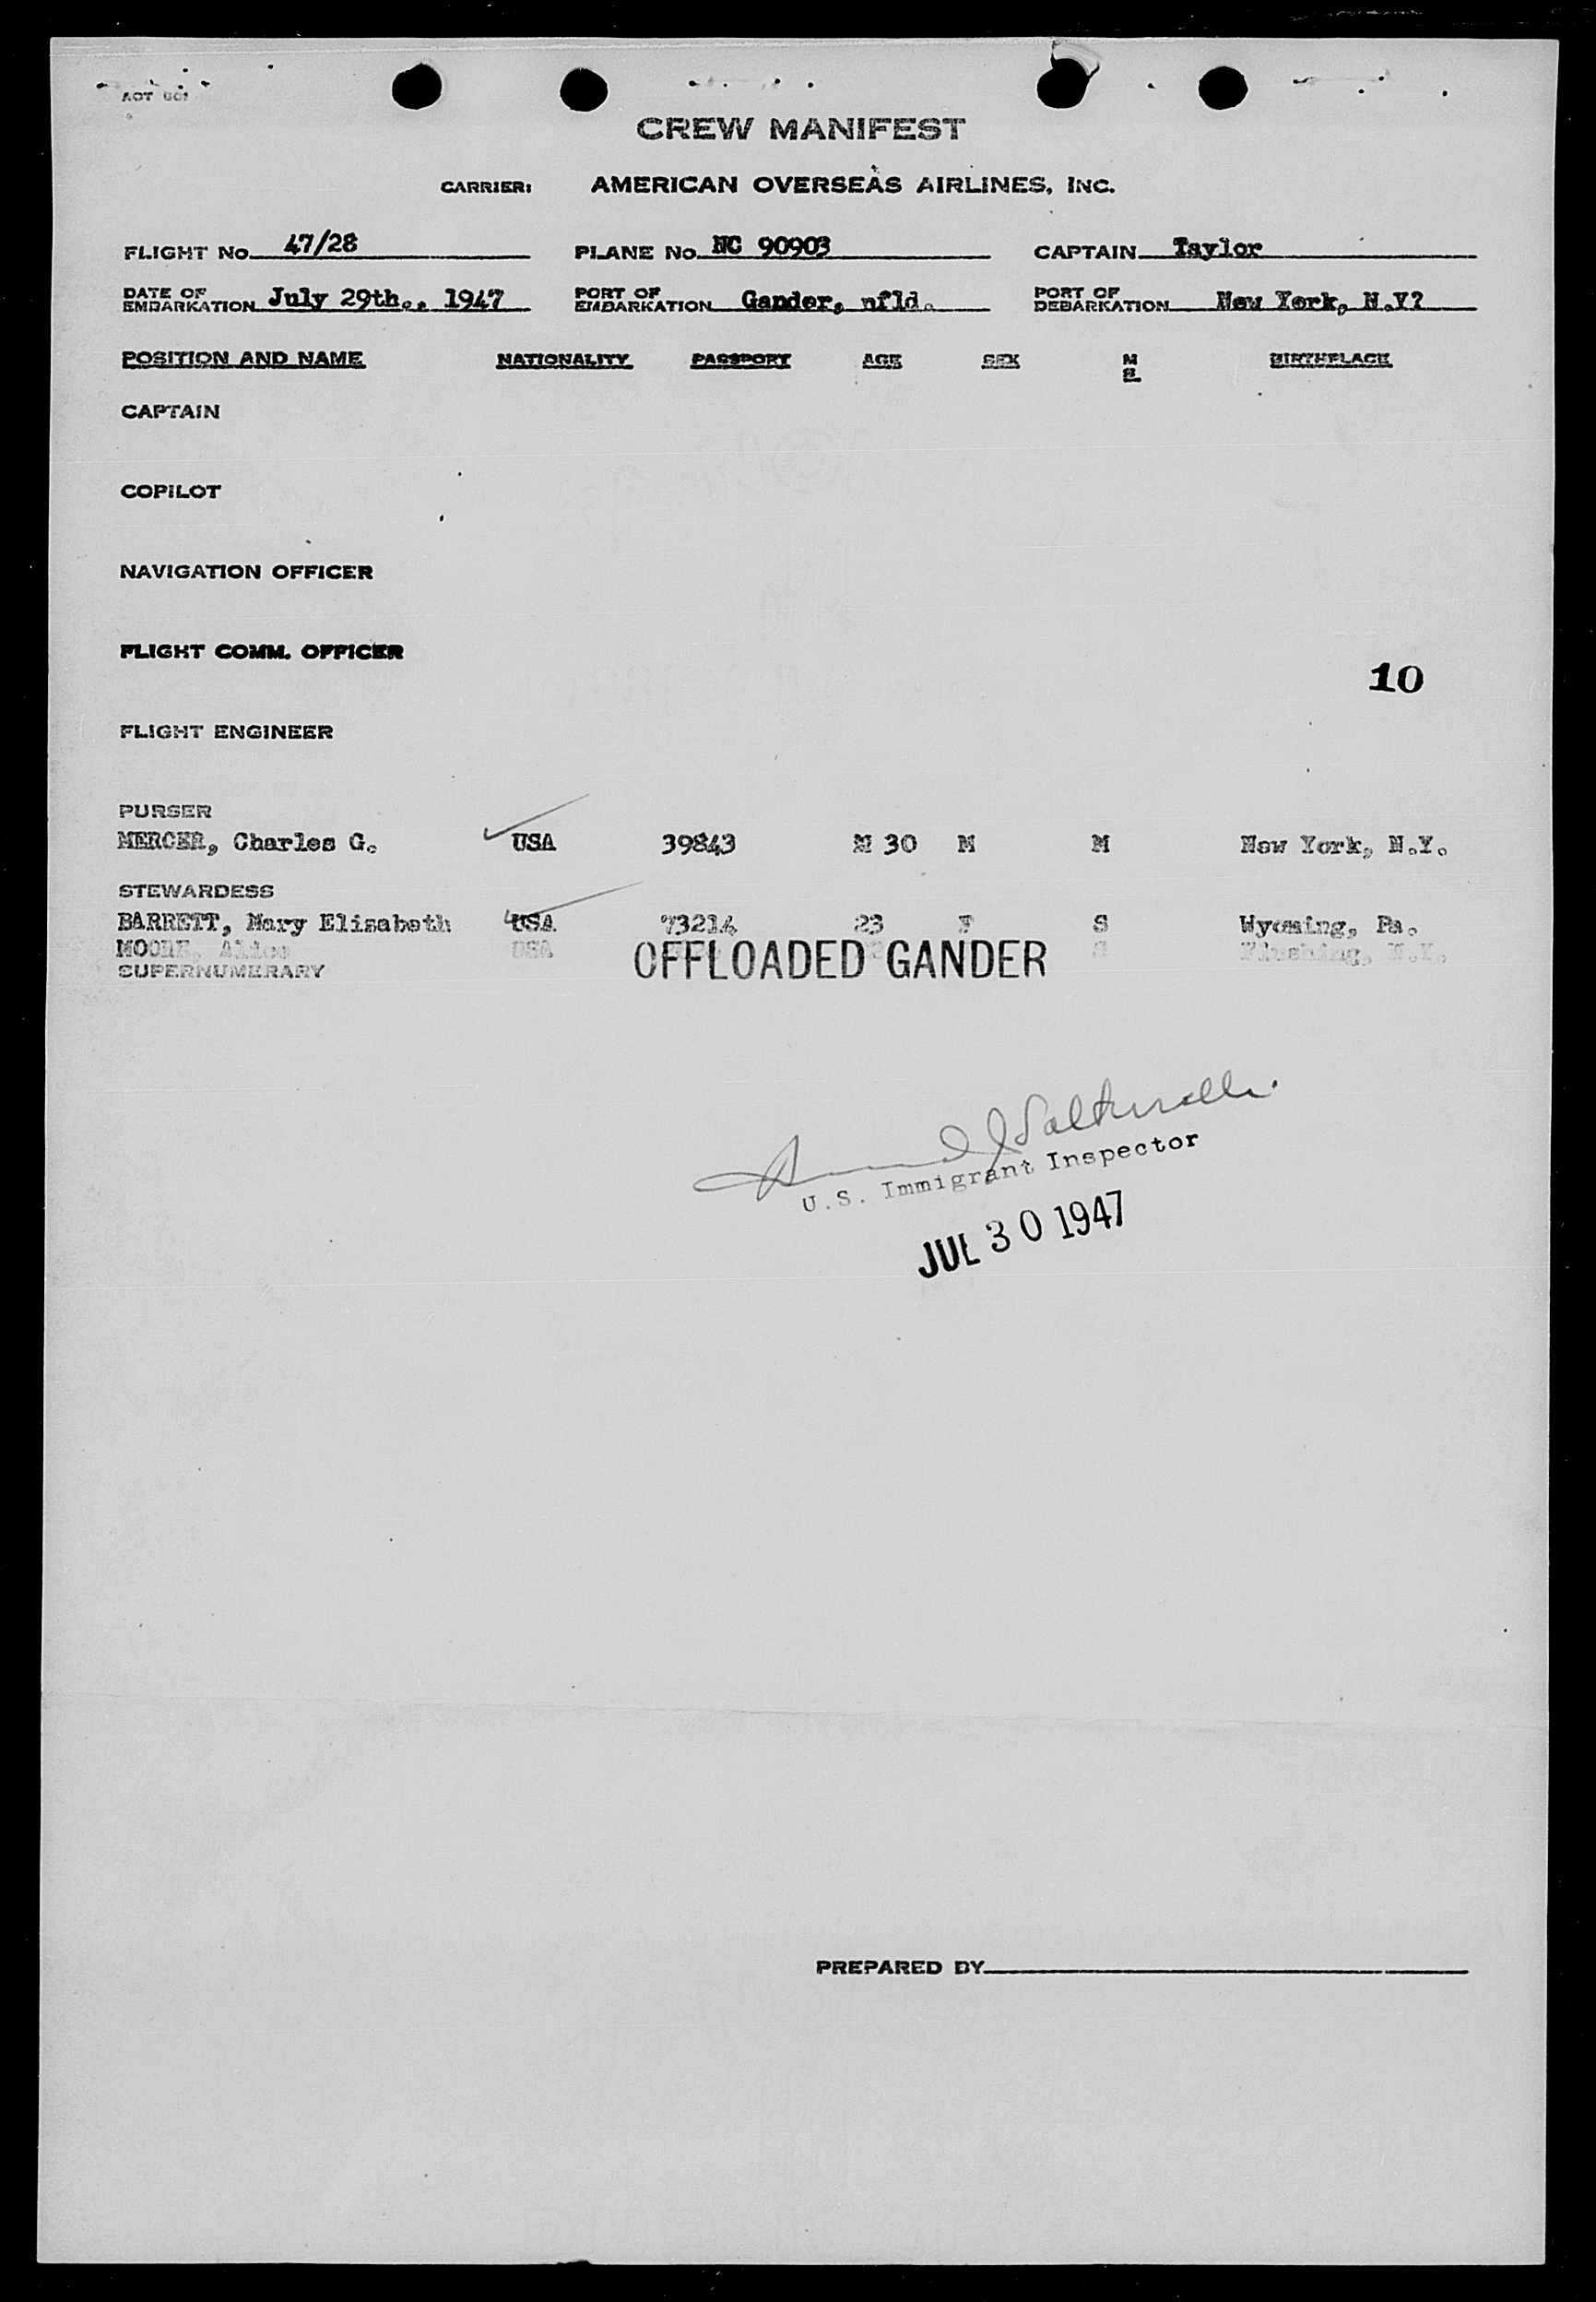 CREW MANIFEST
CARRIER: AMERICAN OVERSEAS AIRLINES, INC.
FLIGHT No. 47/28 PLANE No. NC 90903 CAPTAIN Taylor
DATE OF EMBARKATION July 29th., 1947 PORT OF EMBARKATION Gander, nfld. PORT OF DEBARKATION New York, N.Y?
POSITION AND NAME NATIONALITY PASSPORT AGE SEX M S BIRTHPLACE
CAPTAIN
COPILOT
NAVIGATION OFFICER
FLIGHT COMM. OFFICER
10
FLIGHT ENGINEER
PURSER
MERCER, Charles G. USA 39843 M 30 M M New York, N.Y.
STEWARDESS
BARRETT, Mary Elisabeth USA 73214 23 F S Wyoming, Pa.
MOORE, Alice USA S Flushing, N.Y.
OFFLOADED GANDER
SUPERNUMERARY
U.S. Immigrant Inspector
JUL 30 1947
PREPARED BY